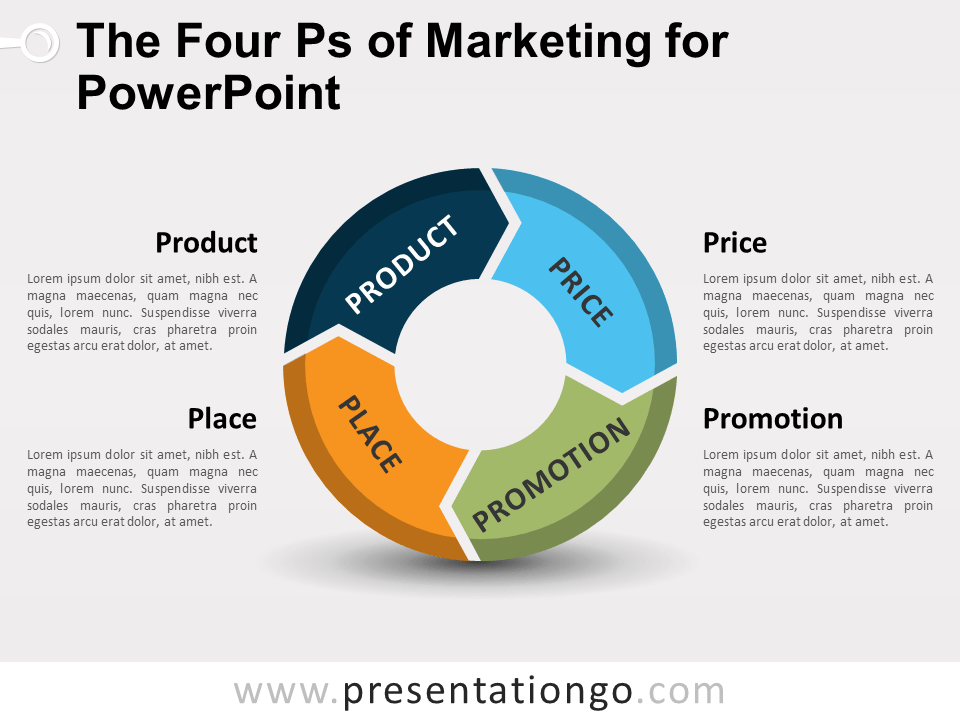 The Four Ps of Marketing for
PowerPoint
Product
Lorem ipsum dolor sit amet, nibh est. A
magna maecenas, quam magna nec
quis, lorem nunc. Suspendisse viverra
sodales mauris, cras pharetra proin
egestas arcu erat dolor, at amet.
Place
Lorem ipsum dolor sit amet, nibh est. A
magna maecenas, quam magna nec
quis, lorem nunc. Suspendisse viverra
sodales mauris, cras pharetra proin
egestas arcu erat dolor, at amet.
PRODUCT
PRICE
PLACE
PROMOTION
Price
Lorem ipsum dolor sit amet, nibh est. A
magna maecenas, quam magna nec
quis, lorem nunc. Suspendisse viverra
sodales mauris, cras pharetra proin
egestas arcu erat dolor, at amet.
Promotion
Lorem ipsum dolor sit amet, nibh est. A
magna maecenas, quam magna nec
quis, lorem nunc. Suspendisse viverra
sodales mauris, cras pharetra proin
egestas arcu erat dolor, at amet.
www.presentationgo.com